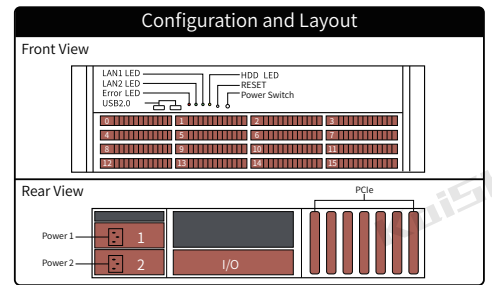 Configuration and Layout
Front View
LAN1 LED
LAN2 LED
Error LED
USB2.0
HDD LED
RESET
Power Switch
0 1 2 3
4 5 6 7
8 9 10 11
12 13 14 15
Rear View
PCIe
Power 1
1
Power 2
2
I/O